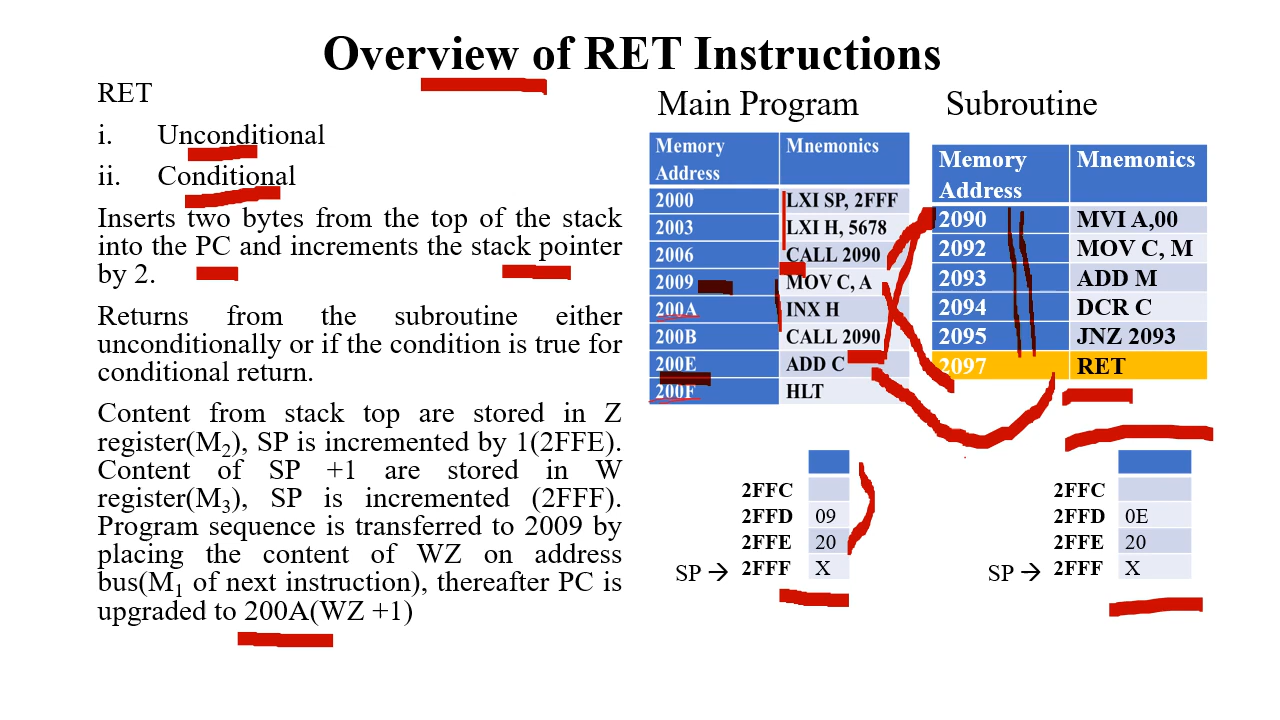 Overview of RET Instructions
RET
i. Unconditional
ii. Conditional
Inserts two bytes from the top of the stack
into the PC and increments the stack pointer
by 2.
Returns from the subroutine either
unconditionally or if the condition is true for
conditional return.
Content from stack top are stored in Z
register(M₂), SP is incremented by 1(2FFE).
Content of SP +1 are stored in W
register(M₃), SP is incremented (2FFF).
Program sequence is transferred to 2009 by
placing the content of WZ on address
bus(M₁ of next instruction), thereafter PC is
upgraded to 200A(WZ +1)
Main Program
Memory Address Mnemonics
2000 LXI SP, 2FFF
2003 LXI H, 5678
2006 CALL 2090
2009 MOV C, A
200A INX H
200B CALL 2090
200E ADD C
200F HLT
Subroutine
Memory Address Mnemonics
2090 MVI A,00
2092 MOV C, M
2093 ADD M
2094 DCR C
2095 JNZ 2093
2097 RET
2FFC
2FFD 09
2FFE 20
SP → 2FFF X
2FFC
2FFD 0E
2FFE 20
SP → 2FFF X